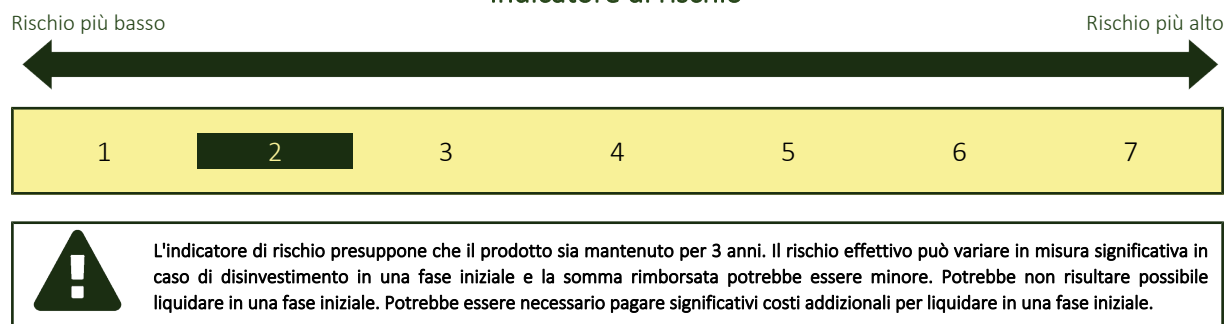 Indicatore di rischio
Rischio più basso
Rischio più alto
1 2 3 4 5 6 7
L'indicatore di rischio presuppone che il prodotto sia mantenuto per 3 anni. Il rischio effettivo può variare in misura significativa in
caso di disinvestimento in una fase iniziale e la somma rimborsata potrebbe essere minore. Potrebbe non risultare possibile
liquidare in una fase iniziale. Potrebbe essere necessario pagare significativi costi addizionali per liquidare in una fase iniziale.